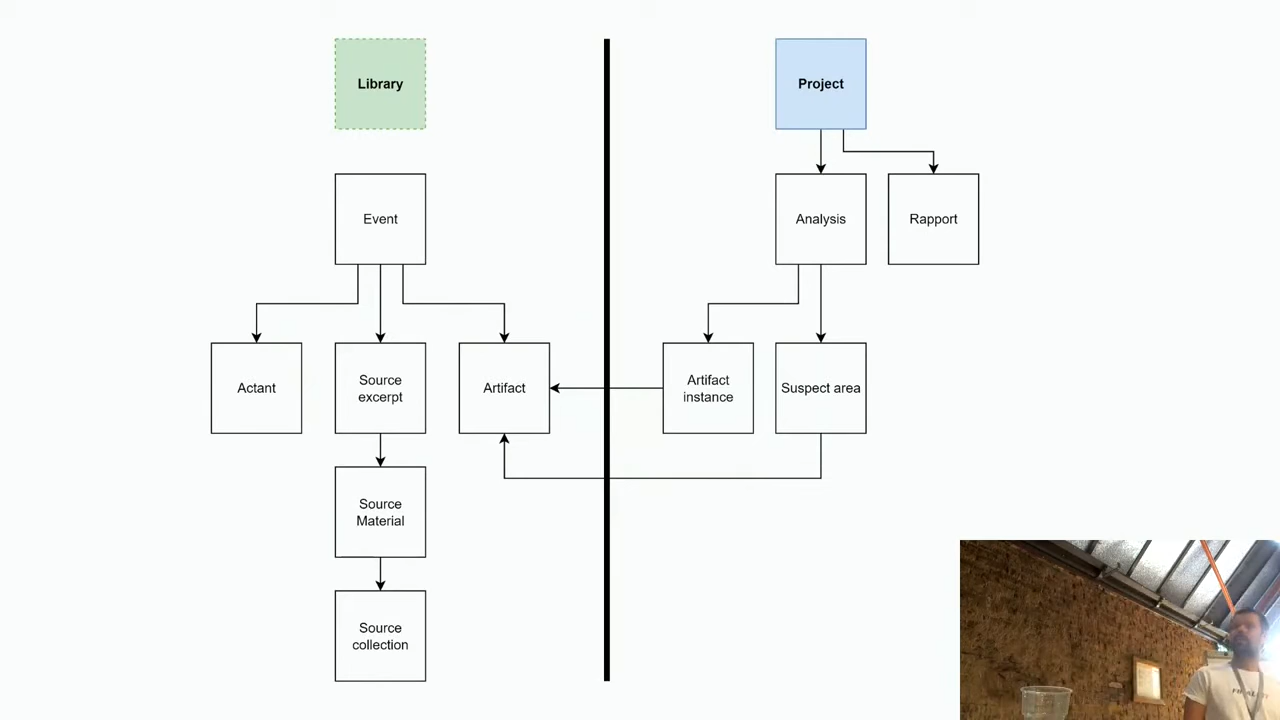 Library
Project
Event
Analysis
Rapport
Actant
Source
excerpt
Artifact
Artifact
instance
Suspect area
Source
Material
Source
collection